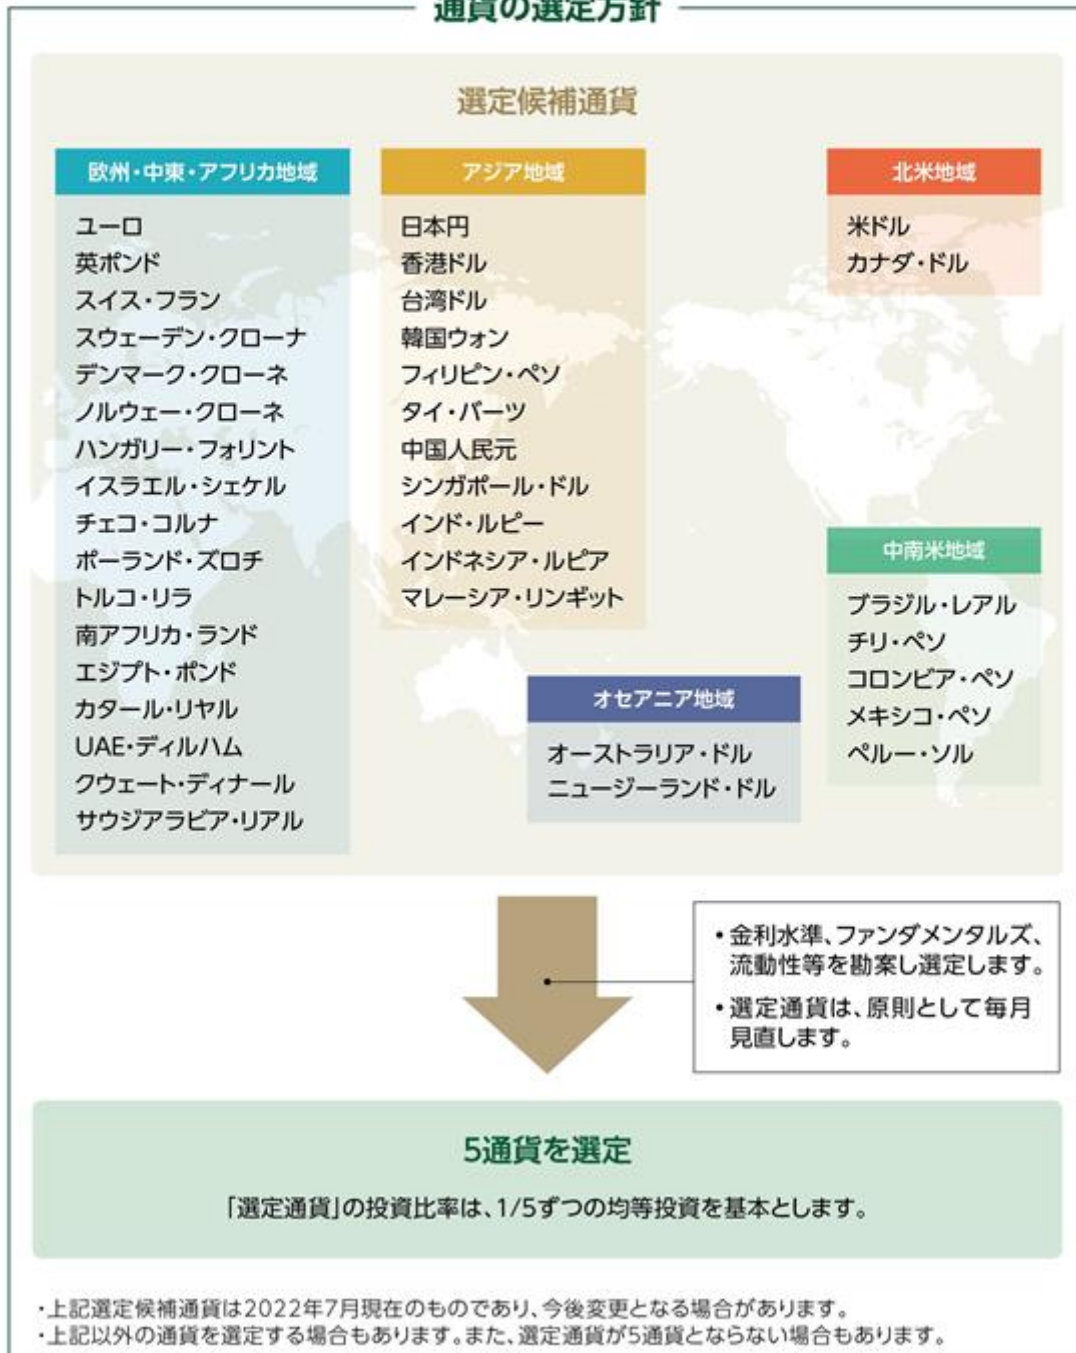 通貨の選定方針
選定候補通貨
欧州・中東・アフリカ地域
ユーロ
英ポンド
スイス・フラン
スウェーデン・クローナ
デンマーク・クローネ
ノルウェー・クローネ
ハンガリー・フォリント
イスラエル・シェケル
チェコ・コルナ
ポーランド・ズロチ
トルコ・リラ
南アフリカ・ランド
エジプト・ポンド
カタール・リヤル
UAE・ディルハム
クウェート・ディナール
サウジアラビア・リアル
アジア地域
日本円
香港ドル
台湾ドル
韓国ウォン
フィリピン・ペソ
タイ・バーツ
中国人民元
シンガポール・ドル
インド・ルピー
インドネシア・ルピア
マレーシア・リンギット
北米地域
米ドル
カナダ・ドル
中南米地域
ブラジル・レアル
チリ・ペソ
コロンビア・ペソ
メキシコ・ペソ
ペルー・ソル
オセアニア地域
オーストラリア・ドル
ニュージーランド・ドル
・金利水準、ファンダメンタルズ、
流動性等を勘案し選定します。
・選定通貨は、原則として毎月
見直します。
5通貨を選定
「選定通貨」の投資比率は、1/5ずつの均等投資を基本とします。
・上記選定候補通貨は2022年7月現在のものであり、今後変更となる場合があります。
・上記以外の通貨を選定する場合もあります。また、選定通貨が5通貨とならない場合もあります。